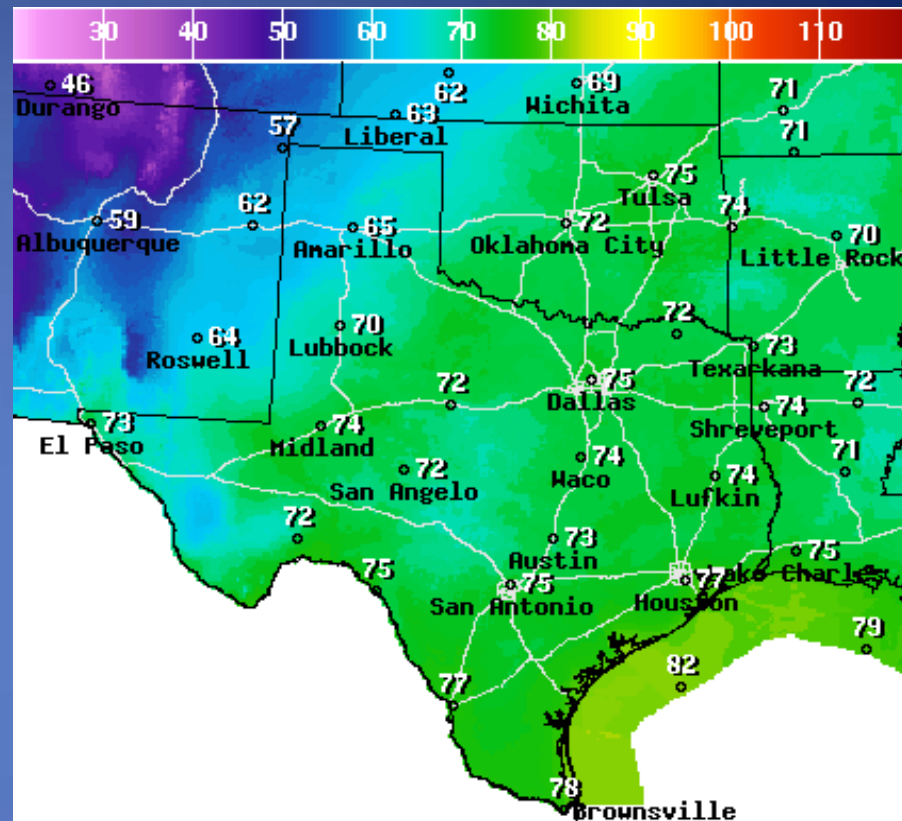 30 40 50 60 70 80 90 100 110
46
Durango
62
63
Liberal
69
Wichita
71
57
71
75
Tulsa
59
Albuquerque
62
65
Amarillo
72
Oklahoma City
74
70
Little Rock
64
Roswell
70
Lubbock
72
73
Texarkana
72
75
Dallas
74
Shreveport
72
73
El Paso
74
Midland
72
San Angelo
74
Waco
74
Lufkin
71
72
73
Austin
75
75
75
San Antonio
77
Houston
Lake Charles
77
82
79
78
Brownsville